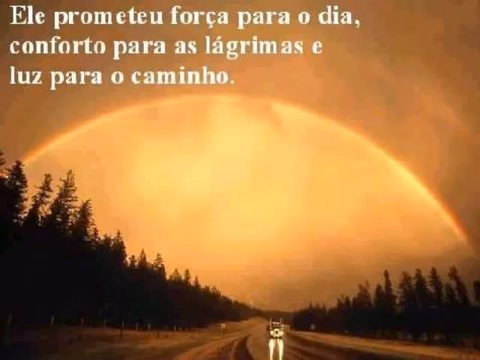 Ele prometeu força para o dia,
conforto para as lágrimas e
luz para o caminho.